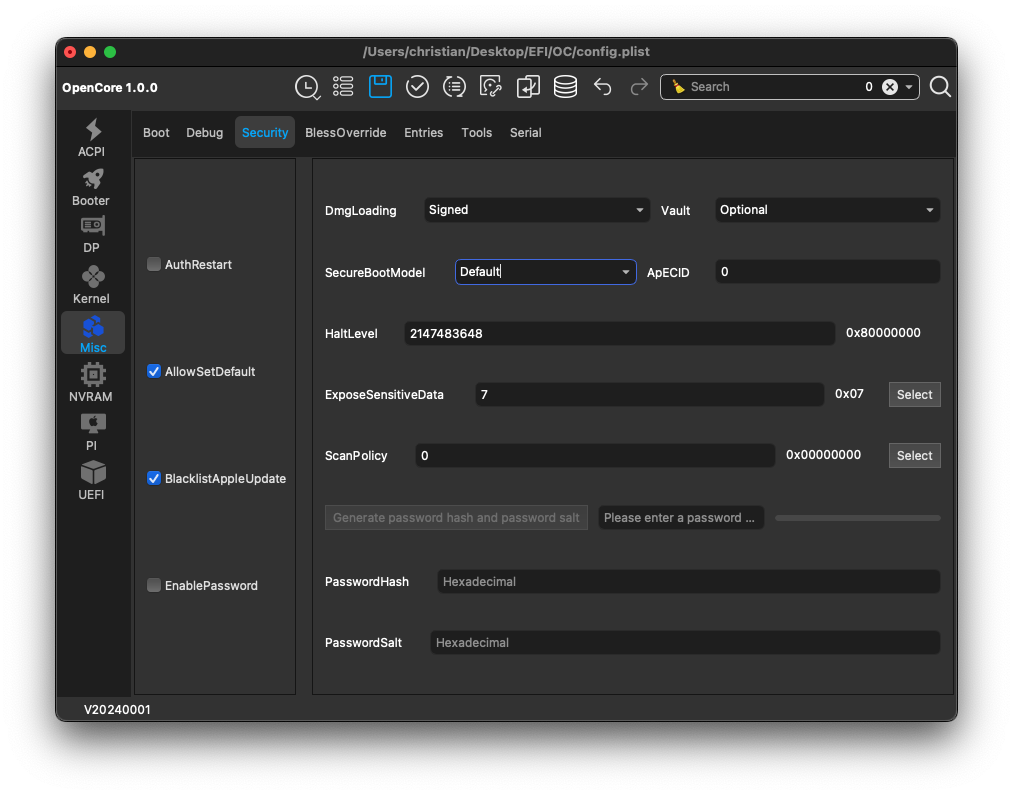 /Users/christian/Desktop/EFI/OC/config.plist
OpenCore 1.0.0
Search
0
ACPI
Booter
DP
Kernel
Misc
NVRAM
PI
UEFI
Boot Debug Security BlessOverride Entries Tools Serial
AuthRestart
AllowSetDefault
BlacklistAppleUpdate
EnablePassword
DmgLoading Signed Vault Optional
SecureBootModel Default ApECID 0
HaltLevel 2147483648 0x80000000
ExposeSensitiveData 7 0x07 Select
ScanPolicy 0 0x00000000 Select
Generate password hash and password salt Please enter a password ...
PasswordHash Hexadecimal
PasswordSalt Hexadecimal
V20240001